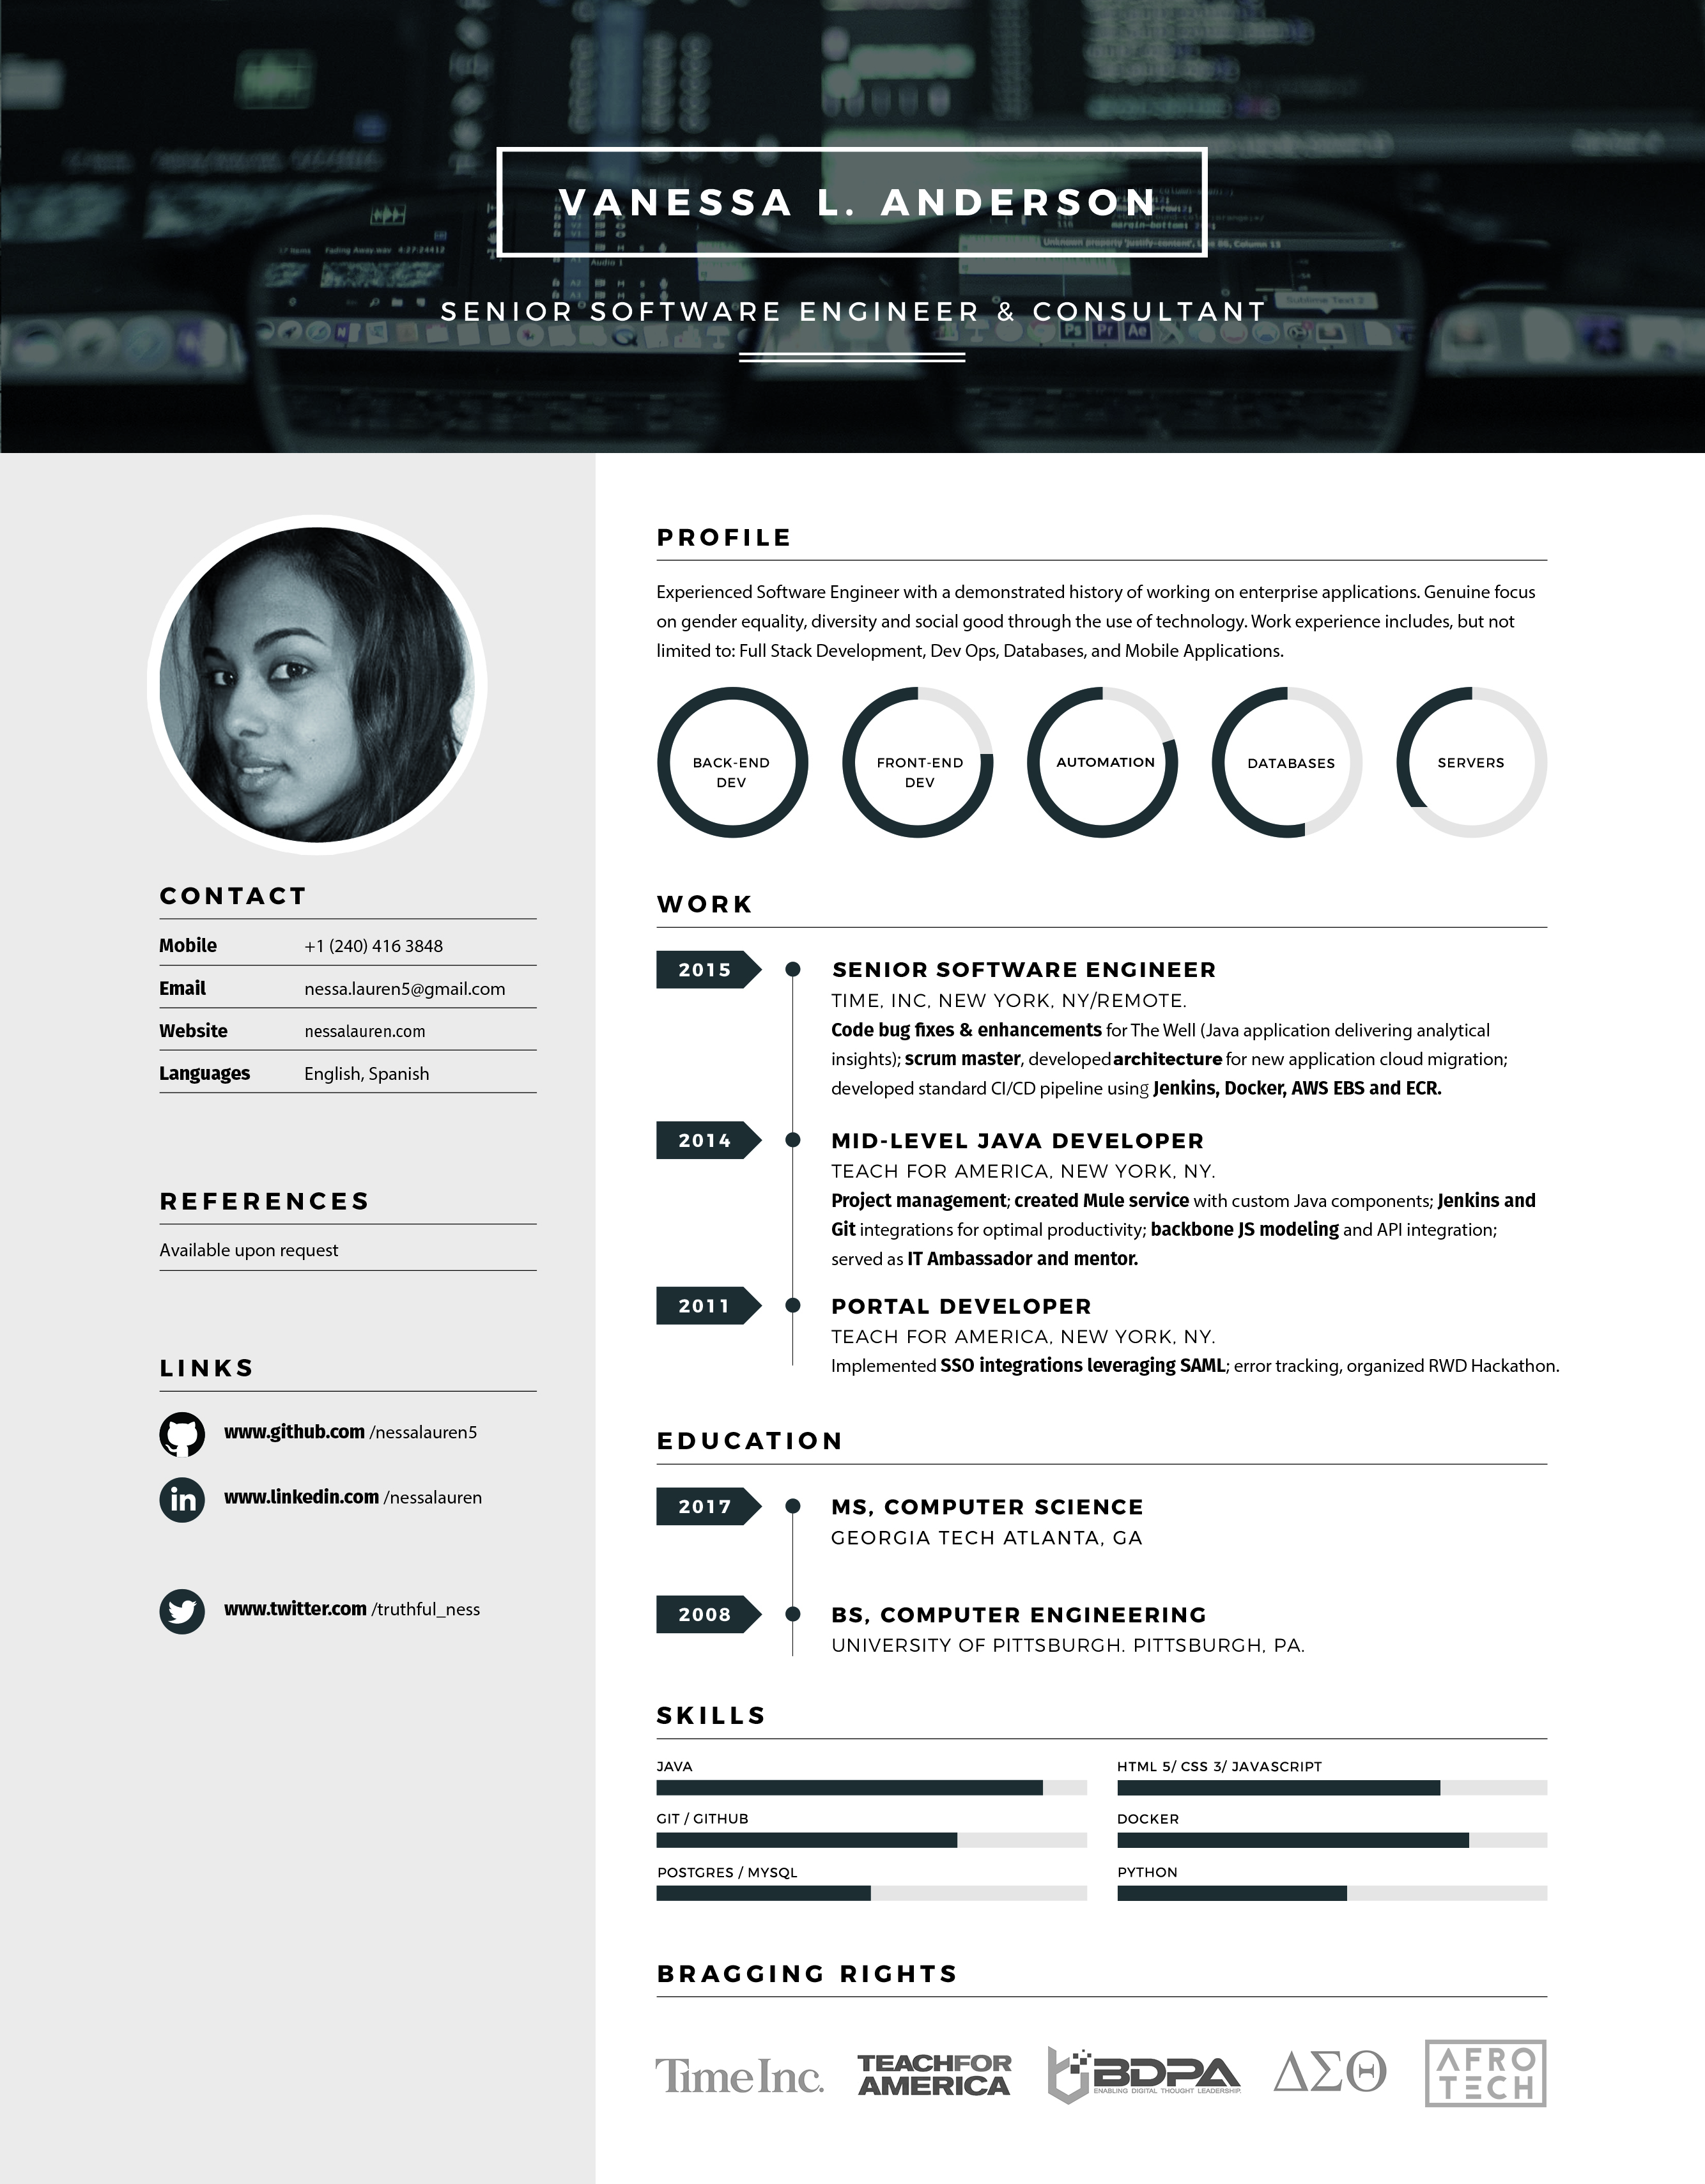 VANESSA L. ANDERSON
SENIOR SOFTWARE ENGINEER & CONSULTANT
CONTACT
Mobile +1 (240) 416 3848
Email nessa.lauren5@gmail.com
Website nessalauren.com
Languages English, Spanish
REFERENCES
Available upon request
LINKS
www.github.com /nessalauren5
in www.linkedin.com /nessalauren
www.twitter.com /truthful_ness
PROFILE
Experienced Software Engineer with a demonstrated history of working on enterprise applications. Genuine focus
on gender equality, diversity and social good through the use of technology. Work experience includes, but not
limited to: Full Stack Development, Dev Ops, Databases, and Mobile Applications.
BACK-END
DEV
FRONT-END
DEV
AUTOMATION
DATABASES
SERVERS
WORK
2015 SENIOR SOFTWARE ENGINEER
TIME, INC, NEW YORK, NY/REMOTE.
Code bug fixes & enhancements for The Well (Java application delivering analytical
insights); scrum master, developed architecture for new application cloud migration;
developed standard CI/CD pipeline using Jenkins, Docker, AWS EBS and ECR.
2014 MID-LEVEL JAVA DEVELOPER
TEACH FOR AMERICA, NEW YORK, NY.
Project management; created Mule service with custom Java components; Jenkins and
Git integrations for optimal productivity; backbone JS modeling and API integration;
served as IT Ambassador and mentor.
2011 PORTAL DEVELOPER
TEACH FOR AMERICA, NEW YORK, NY.
Implemented SSO integrations leveraging SAML; error tracking, organized RWD Hackathon.
EDUCATION
2017 MS, COMPUTER SCIENCE
GEORGIA TECH ATLANTA, GA
2008 BS, COMPUTER ENGINEERING
UNIVERSITY OF PITTSBURGH. PITTSBURGH, PA.
SKILLS
JAVA
HTML 5/ CSS 3/ JAVASCRIPT
GIT / GITHUB
DOCKER
POSTGRES / MYSQL
PYTHON
BRAGGING RIGHTS
Time Inc.
TEACHFOR
AMERICA
BDPA
ENABLING DIGITAL THOUGHT LEADERSHIP.
ΔΣΘ
AFRO
TECH